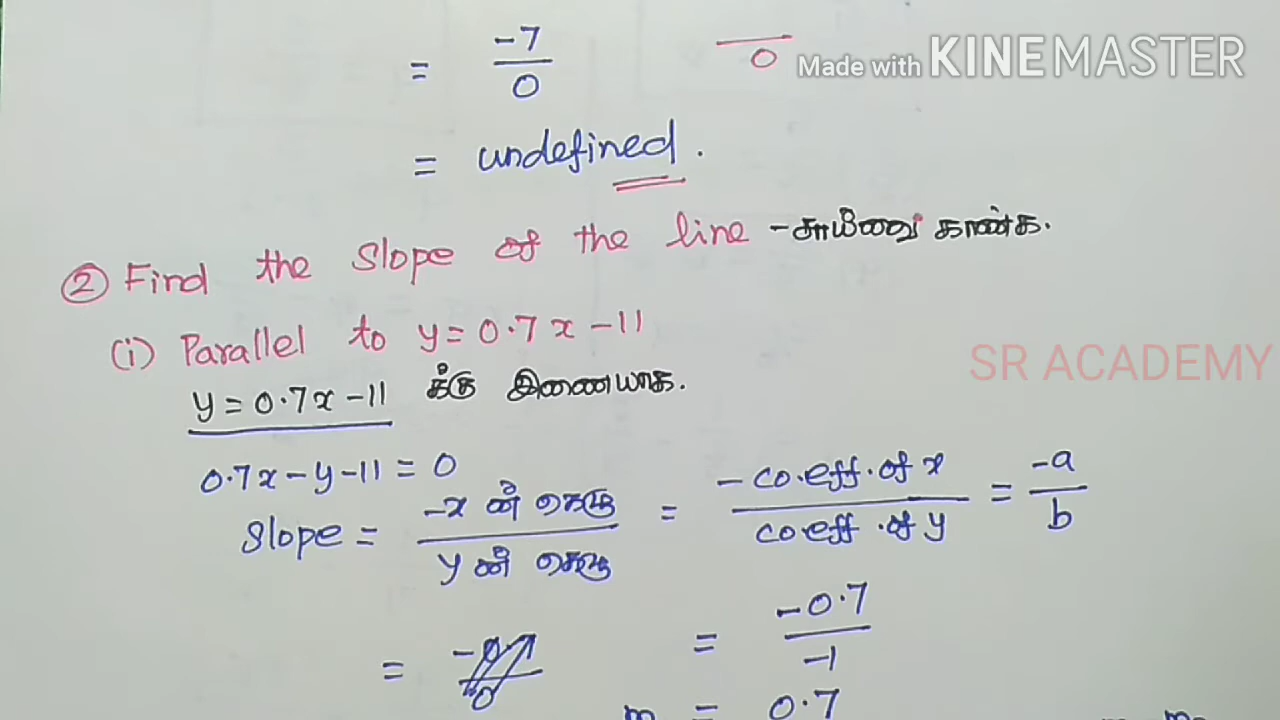 = -7/0
0
Made with KINEMASTER
= undefined.
② Find the Slope of the line - சாய்வை காண்க.
(i) Parallel to y = 0.7x - 11
y = 0.7x - 11 க்கு இணையாக.
SR ACADEMY
0.7x - y - 11 = 0
Slope = -x ன் கெழு / y ன் கெழு = - co.eff. of x / co.eff. of y = -a/b
= -0.7/-1
m = 0.7